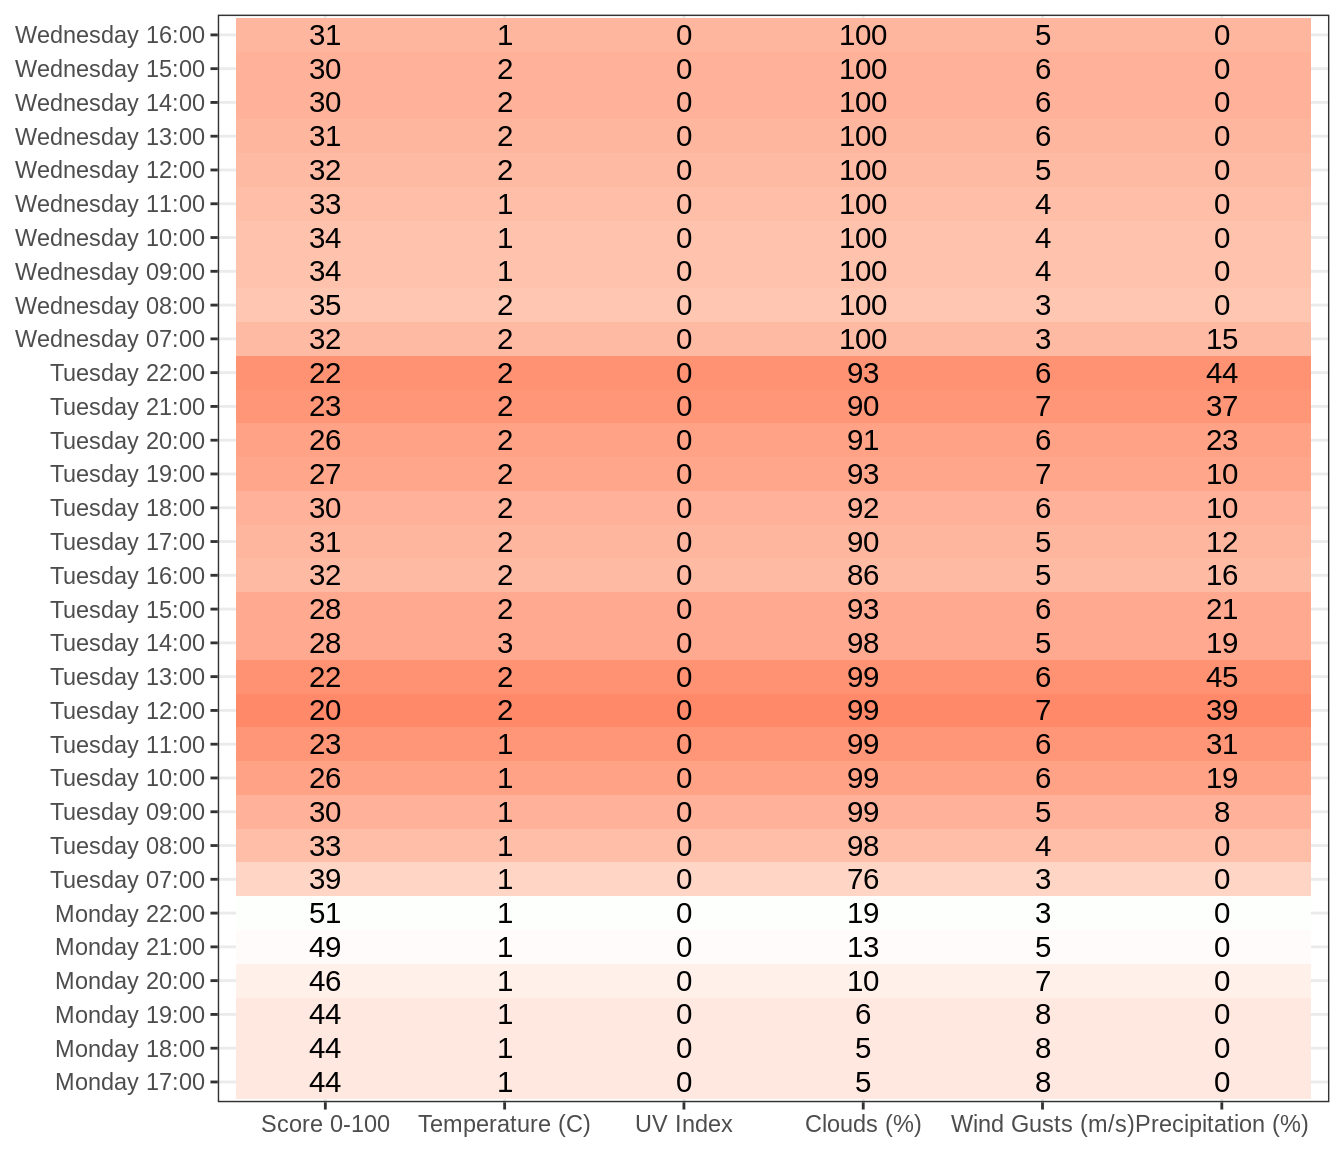 Wednesday 16:00 31 1 0 100 5 0
Wednesday 15:00 30 2 0 100 6 0
Wednesday 14:00 30 2 0 100 6 0
Wednesday 13:00 31 2 0 100 6 0
Wednesday 12:00 32 2 0 100 5 0
Wednesday 11:00 33 1 0 100 4 0
Wednesday 10:00 34 1 0 100 4 0
Wednesday 09:00 34 1 0 100 4 0
Wednesday 08:00 35 2 0 100 3 0
Wednesday 07:00 32 2 0 100 3 15
Tuesday 22:00 22 2 0 93 6 44
Tuesday 21:00 23 2 0 90 7 37
Tuesday 20:00 26 2 0 91 6 23
Tuesday 19:00 27 2 0 93 7 10
Tuesday 18:00 30 2 0 92 6 10
Tuesday 17:00 31 2 0 90 5 12
Tuesday 16:00 32 2 0 86 5 16
Tuesday 15:00 28 2 0 93 6 21
Tuesday 14:00 28 3 0 98 5 19
Tuesday 13:00 22 2 0 99 6 45
Tuesday 12:00 20 2 0 99 7 39
Tuesday 11:00 23 1 0 99 6 31
Tuesday 10:00 26 1 0 99 6 19
Tuesday 09:00 30 1 0 99 5 8
Tuesday 08:00 33 1 0 98 4 0
Tuesday 07:00 39 1 0 76 3 0
Monday 22:00 51 1 0 19 3 0
Monday 21:00 49 1 0 13 5 0
Monday 20:00 46 1 0 10 7 0
Monday 19:00 44 1 0 6 8 0
Monday 18:00 44 1 0 5 8 0
Monday 17:00 44 1 0 5 8 0
Score 0-100 Temperature (C) UV Index Clouds (%) Wind Gusts (m/s) Precipitation (%)